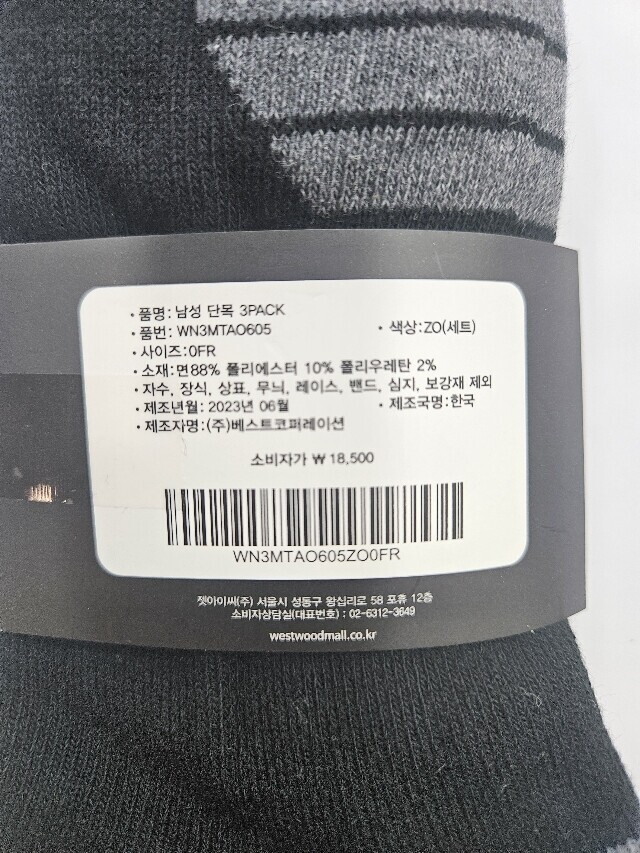 · 품명: 남성 단목 3PACK
· 품번: WN3MTAO605 · 색상:ZO(세트)
· 사이즈:0FR
· 소재:면88% 폴리에스터 10% 폴리우레탄 2%
· 자수, 장식, 상표, 무늬, 레이스, 밴드, 심지, 보강재 제외
· 제조년월: 2023년 06월 · 제조국명:한국
· 제조자명:(주)베스트코퍼레이션
소비자가 ₩ 18,500
WN3MTAO605ZO0FR
젯아이씨(주) 서울시 성동구 왕십리로 58 포휴 12층
소비자상담실(대표번호) : 02-6312-3649
westwoodmall.co.kr